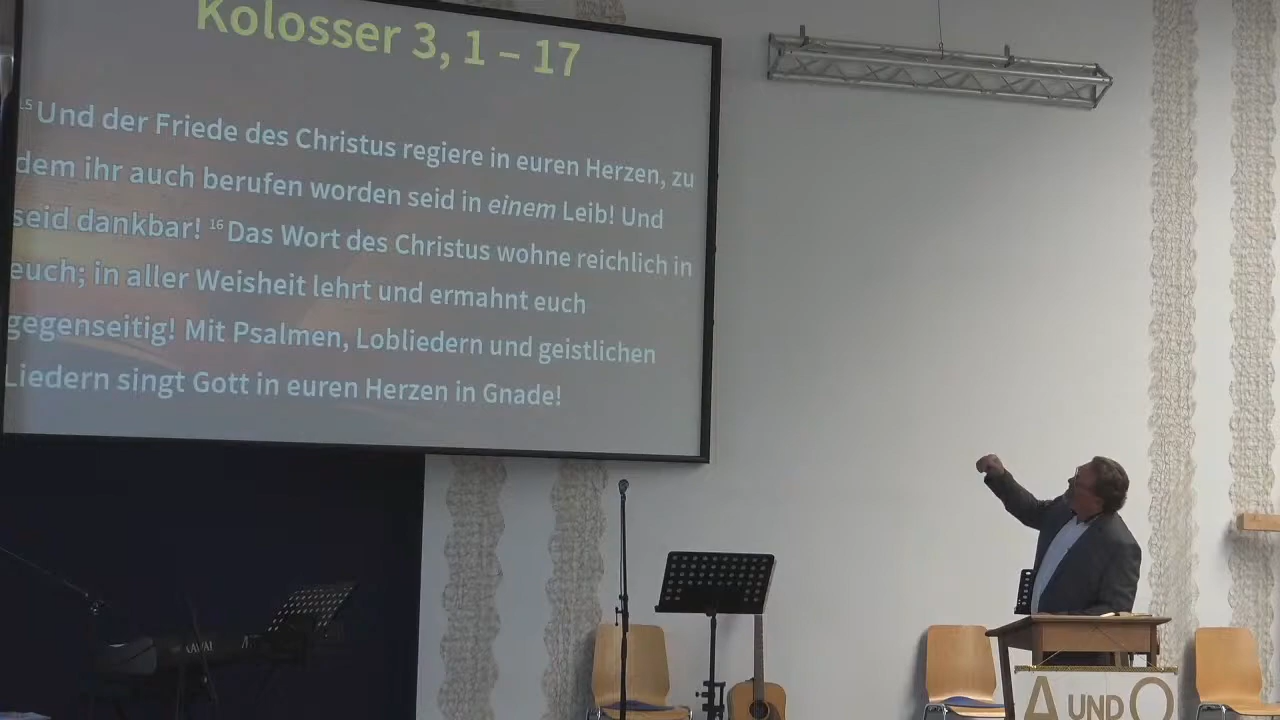 Kolosser 3, 1 – 17
15 Und der Friede des Christus regiere in euren Herzen, zu
dem ihr auch berufen worden seid in einem Leib! Und
seid dankbar! 16 Das Wort des Christus wohne reichlich in
euch; in aller Weisheit lehrt und ermahnt euch
gegenseitig! Mit Psalmen, Lobliedern und geistlichen
Liedern singt Gott in euren Herzen in Gnade!
KAWAI
A UND O